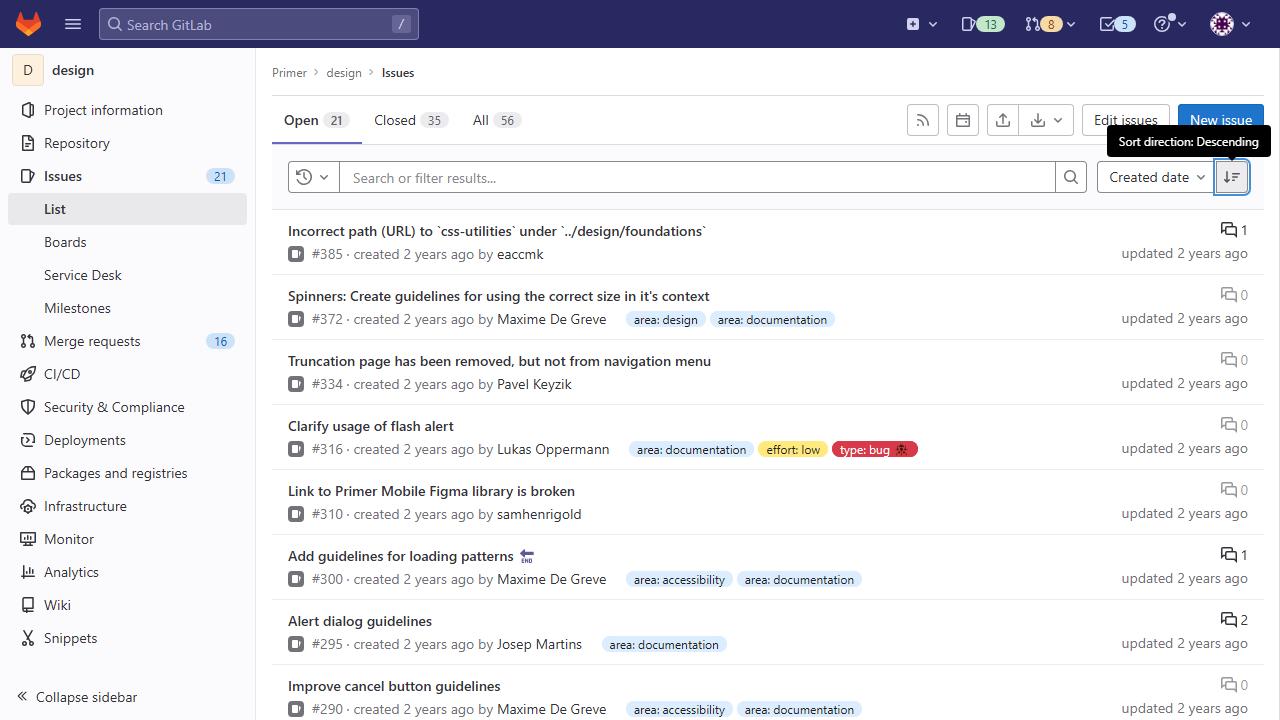 Search GitLab
/
13
8
5
D
design
Project information
Repository
Issues
21
List
Boards
Service Desk
Milestones
Merge requests
16
CI/CD
Security & Compliance
Deployments
Packages and registries
Infrastructure
Monitor
Analytics
Wiki
Snippets
Collapse sidebar
Primer
design
Issues
Open 21
Closed 35
All 56
Edit issues
New issue
Sort direction: Descending
Search or filter results...
Created date
Incorrect path (URL) to `css-utilities` under `../design/foundations`
1
#385 · created 2 years ago by eaccmk
updated 2 years ago
Spinners: Create guidelines for using the correct size in it's context
0
#372 · created 2 years ago by Maxime De Greve area: design area: documentation
updated 2 years ago
Truncation page has been removed, but not from navigation menu
0
#334 · created 2 years ago by Pavel Keyzik
updated 2 years ago
Clarify usage of flash alert
0
#316 · created 2 years ago by Lukas Oppermann area: documentation effort: low type: bug 🐞
updated 2 years ago
Link to Primer Mobile Figma library is broken
0
#310 · created 2 years ago by samhenrigold
updated 2 years ago
Add guidelines for loading patterns 🔚
1
#300 · created 2 years ago by Maxime De Greve area: accessibility area: documentation
updated 2 years ago
Alert dialog guidelines
2
#295 · created 2 years ago by Josep Martins area: documentation
updated 2 years ago
Improve cancel button guidelines
0
#290 · created 2 years ago by Maxime De Greve area: accessibility area: documentation
updated 2 years ago